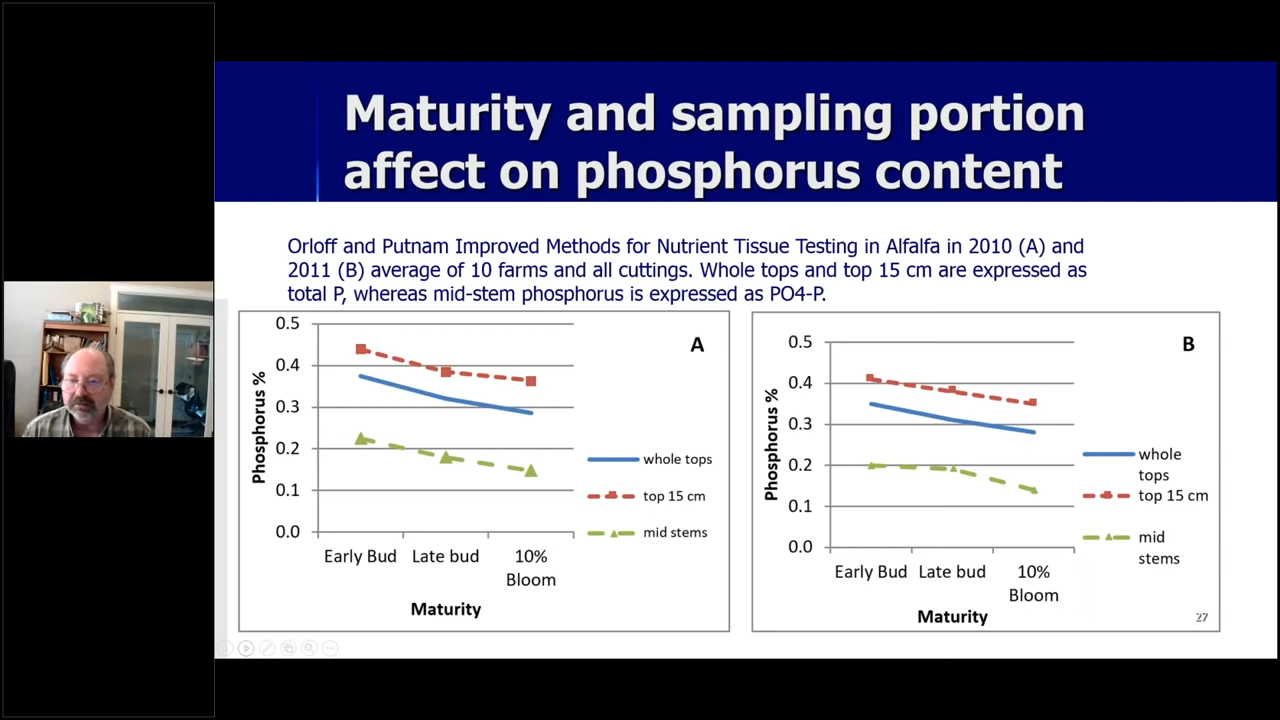 Maturity and sampling portion
affect on phosphorus content
Orloff and Putnam Improved Methods for Nutrient Tissue Testing in Alfalfa in 2010 (A) and
2011 (B) average of 10 farms and all cuttings. Whole tops and top 15 cm are expressed as
total P, whereas mid-stem phosphorus is expressed as PO4-P.
A
Phosphorus %
0.5
0.4
0.3
0.2
0.1
0.0
Early Bud
Late bud
10%
Bloom
Maturity
whole tops
top 15 cm
mid stems
B
Phosphorus %
0.5
0.4
0.3
0.2
0.1
0.0
Early Bud
Late bud
10%
Bloom
Maturity
whole
tops
top 15 cm
mid
stems
27